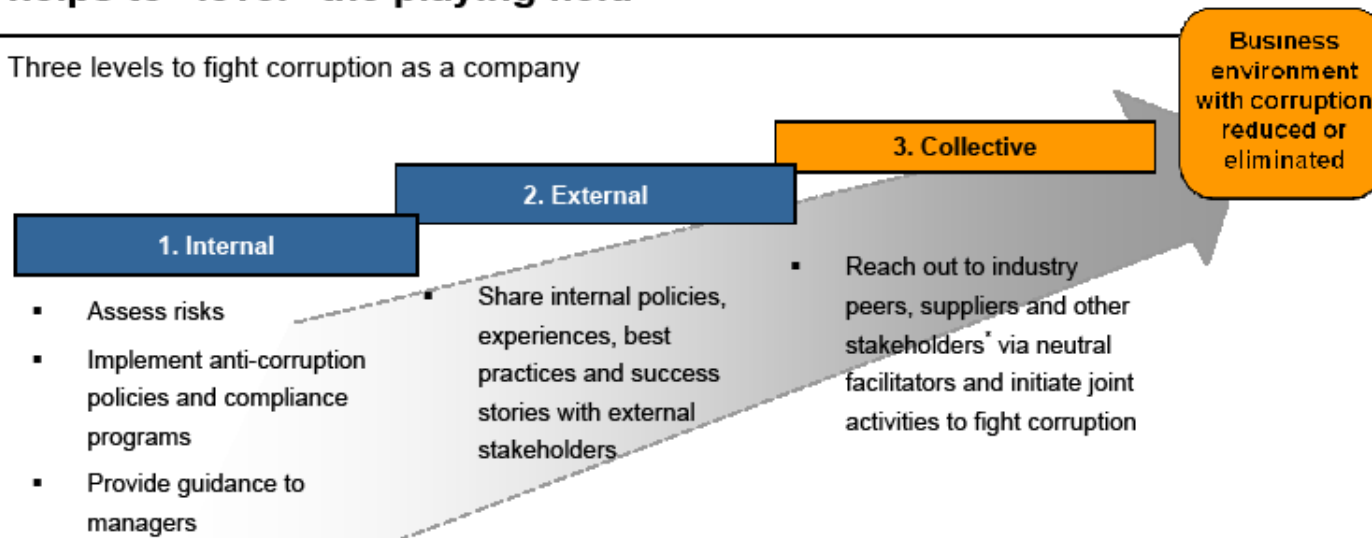 Three levels to fight corruption as a company
Business
environment
with corruption
reduced or
eliminated
3. Collective
2. External
1. Internal
▪ Assess risks
▪ Implement anti-corruption
policies and compliance
programs
▪ Provide guidance to
managers
▪ Share internal policies,
experiences, best
practices and success
stories with external
stakeholders
▪ Reach out to industry
peers, suppliers and other
stakeholders* via neutral
facilitators and initiate joint
activities to fight corruption